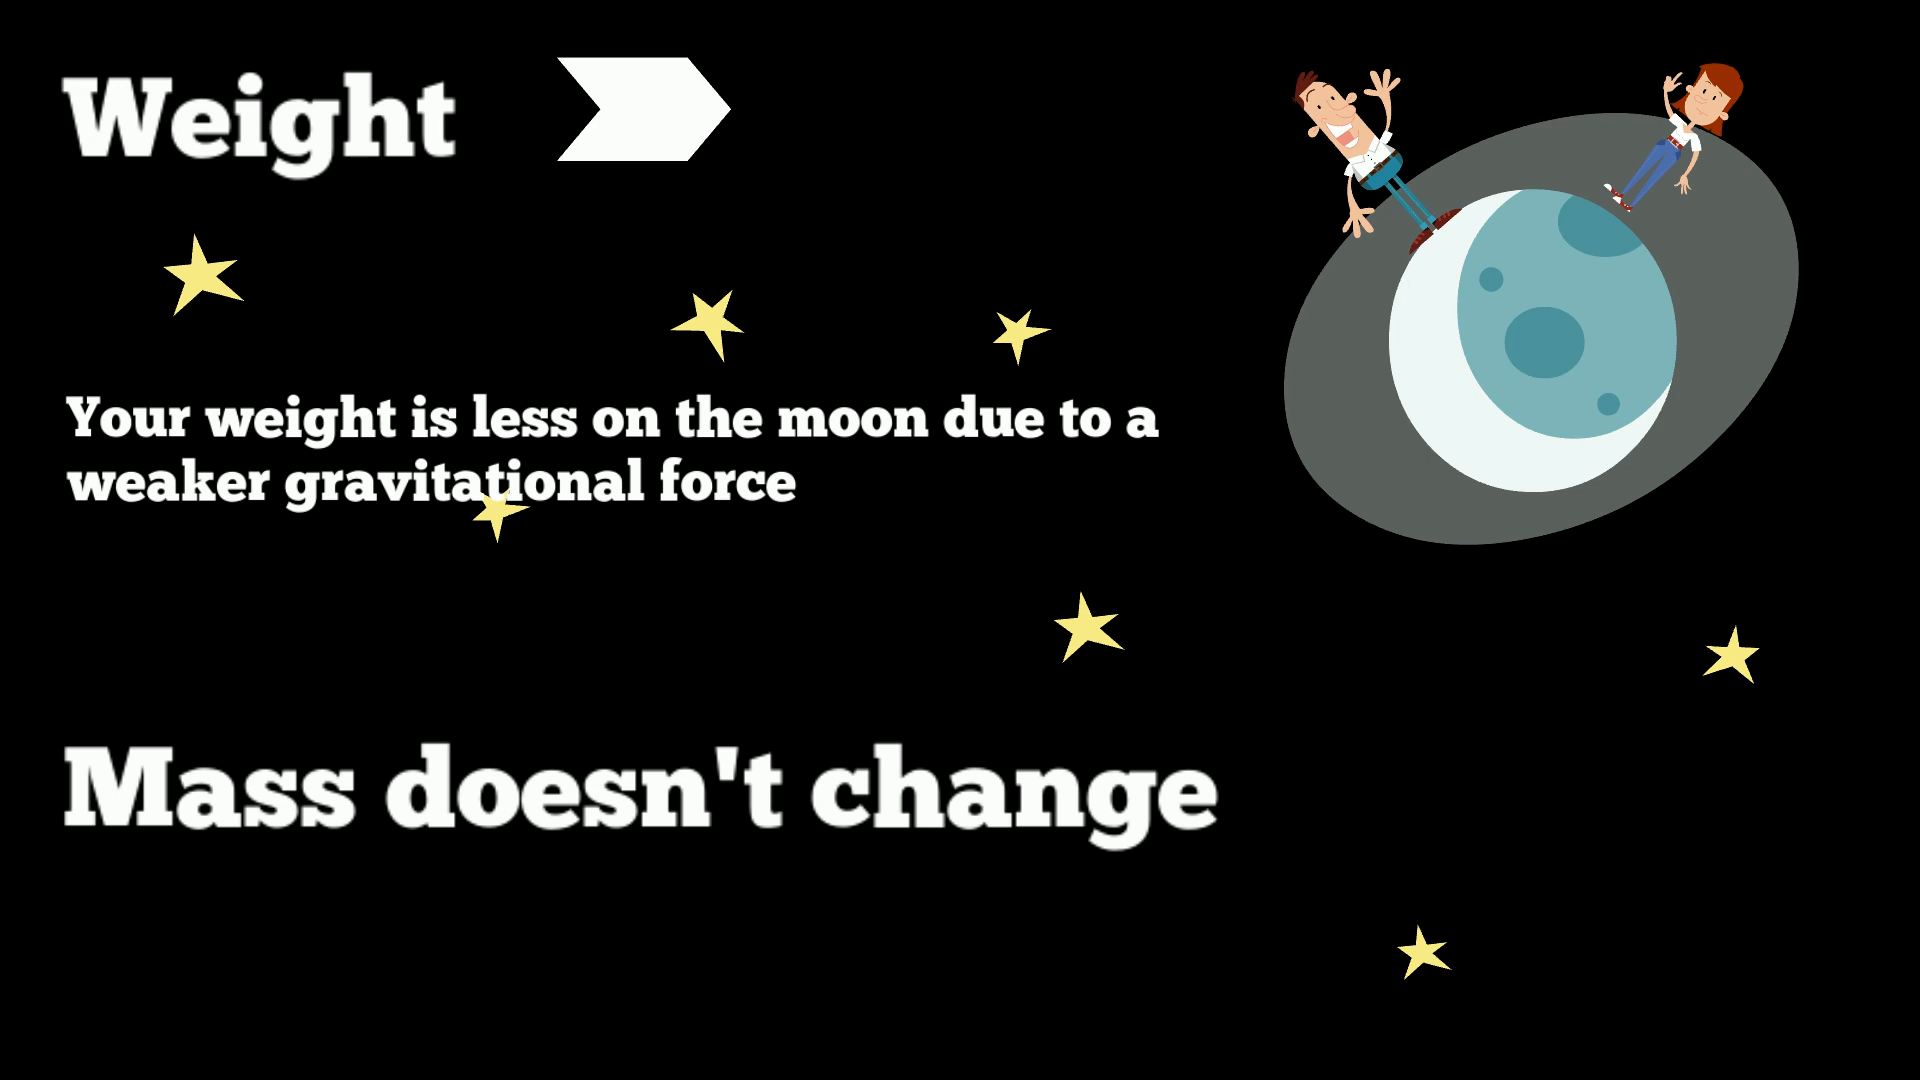 Weight
Your weight is less on the moon due to a
weaker gravitational force
Mass doesn't change